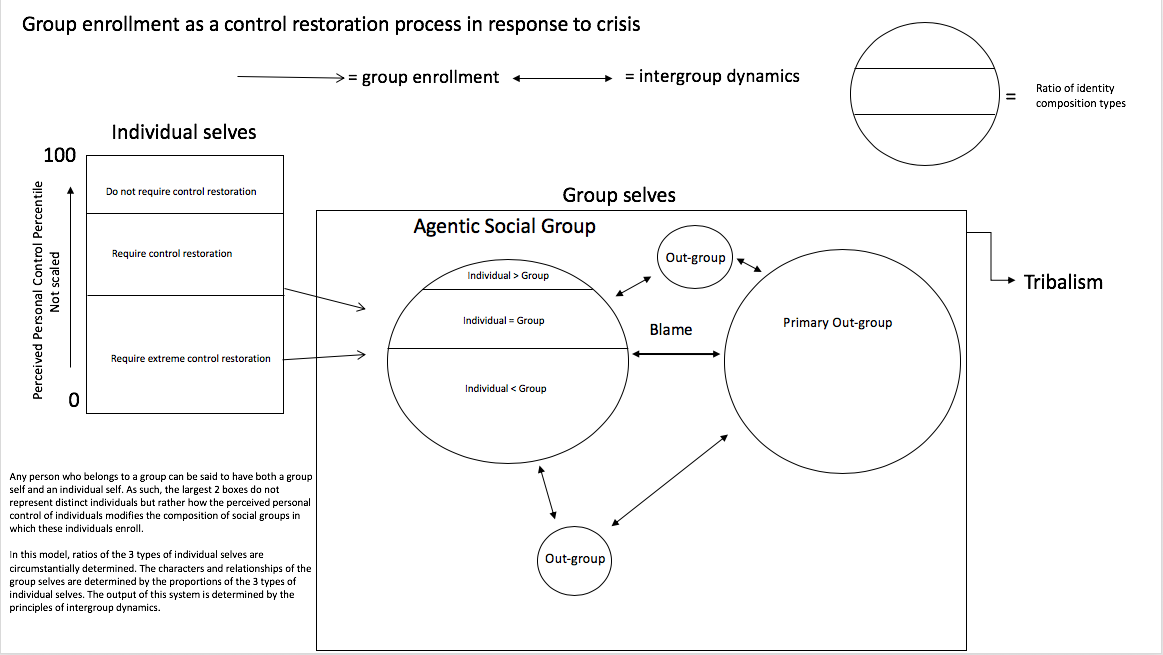 Group enrollment as a control restoration process in response to crisis
= group enrollment
= intergroup dynamics
=
Ratio of identity
composition types
Individual selves
100
Perceived Personal Control Percentile
Not scaled
0
Do not require control restoration
Require control restoration
Require extreme control restoration
Group selves
Agentic Social Group
Individual > Group
Individual = Group
Individual < Group
Out-group
Blame
Primary Out-group
Out-group
Tribalism
Any person who belongs to a group can be said to have both a group
self and an individual self. As such, the largest 2 boxes do not
represent distinct individuals but rather how the perceived personal
control of individuals modifies the composition of social groups in
which these individuals enroll.
In this model, ratios of the 3 types of individual selves are
circumstantially determined. The characters and relationships of the
group selves are determined by the proportions of the 3 types of
individual selves. The output of this system is determined by the
principles of intergroup dynamics.